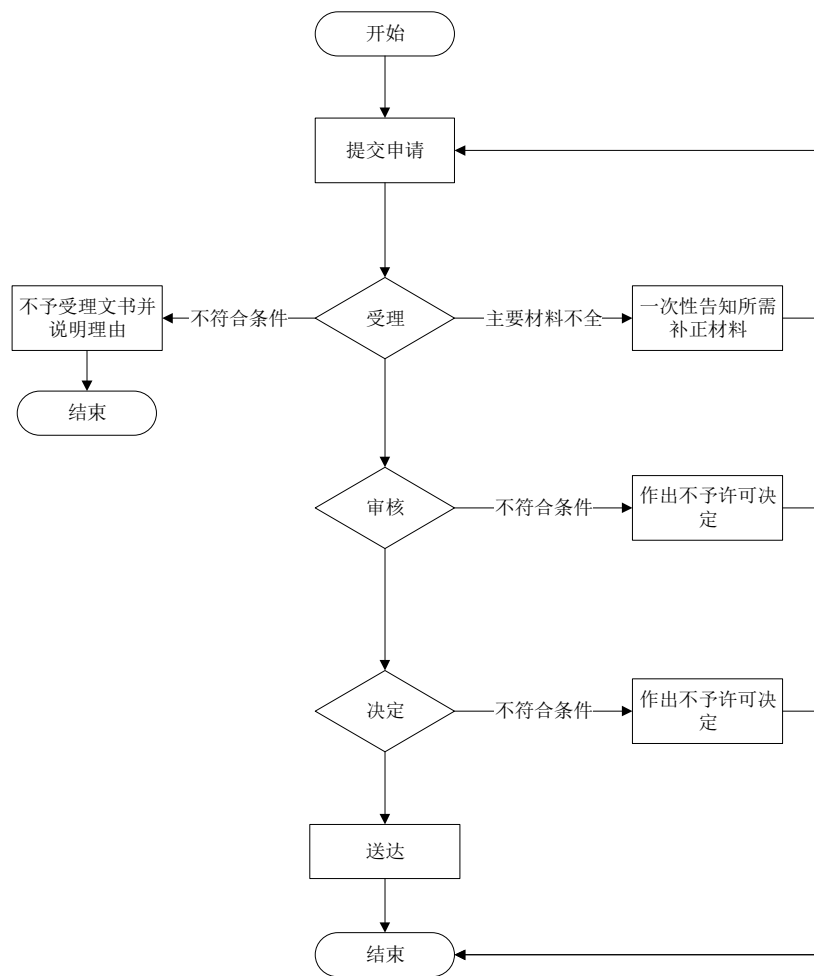 开始
提交申请
不予受理文书并
说明理由
不符合条件
受理
主要材料不全
一次性告知所需
补正材料
结束
审核
不符合条件
作出不予许可决
定
决定
不符合条件
作出不予许可决
定
送达
结束